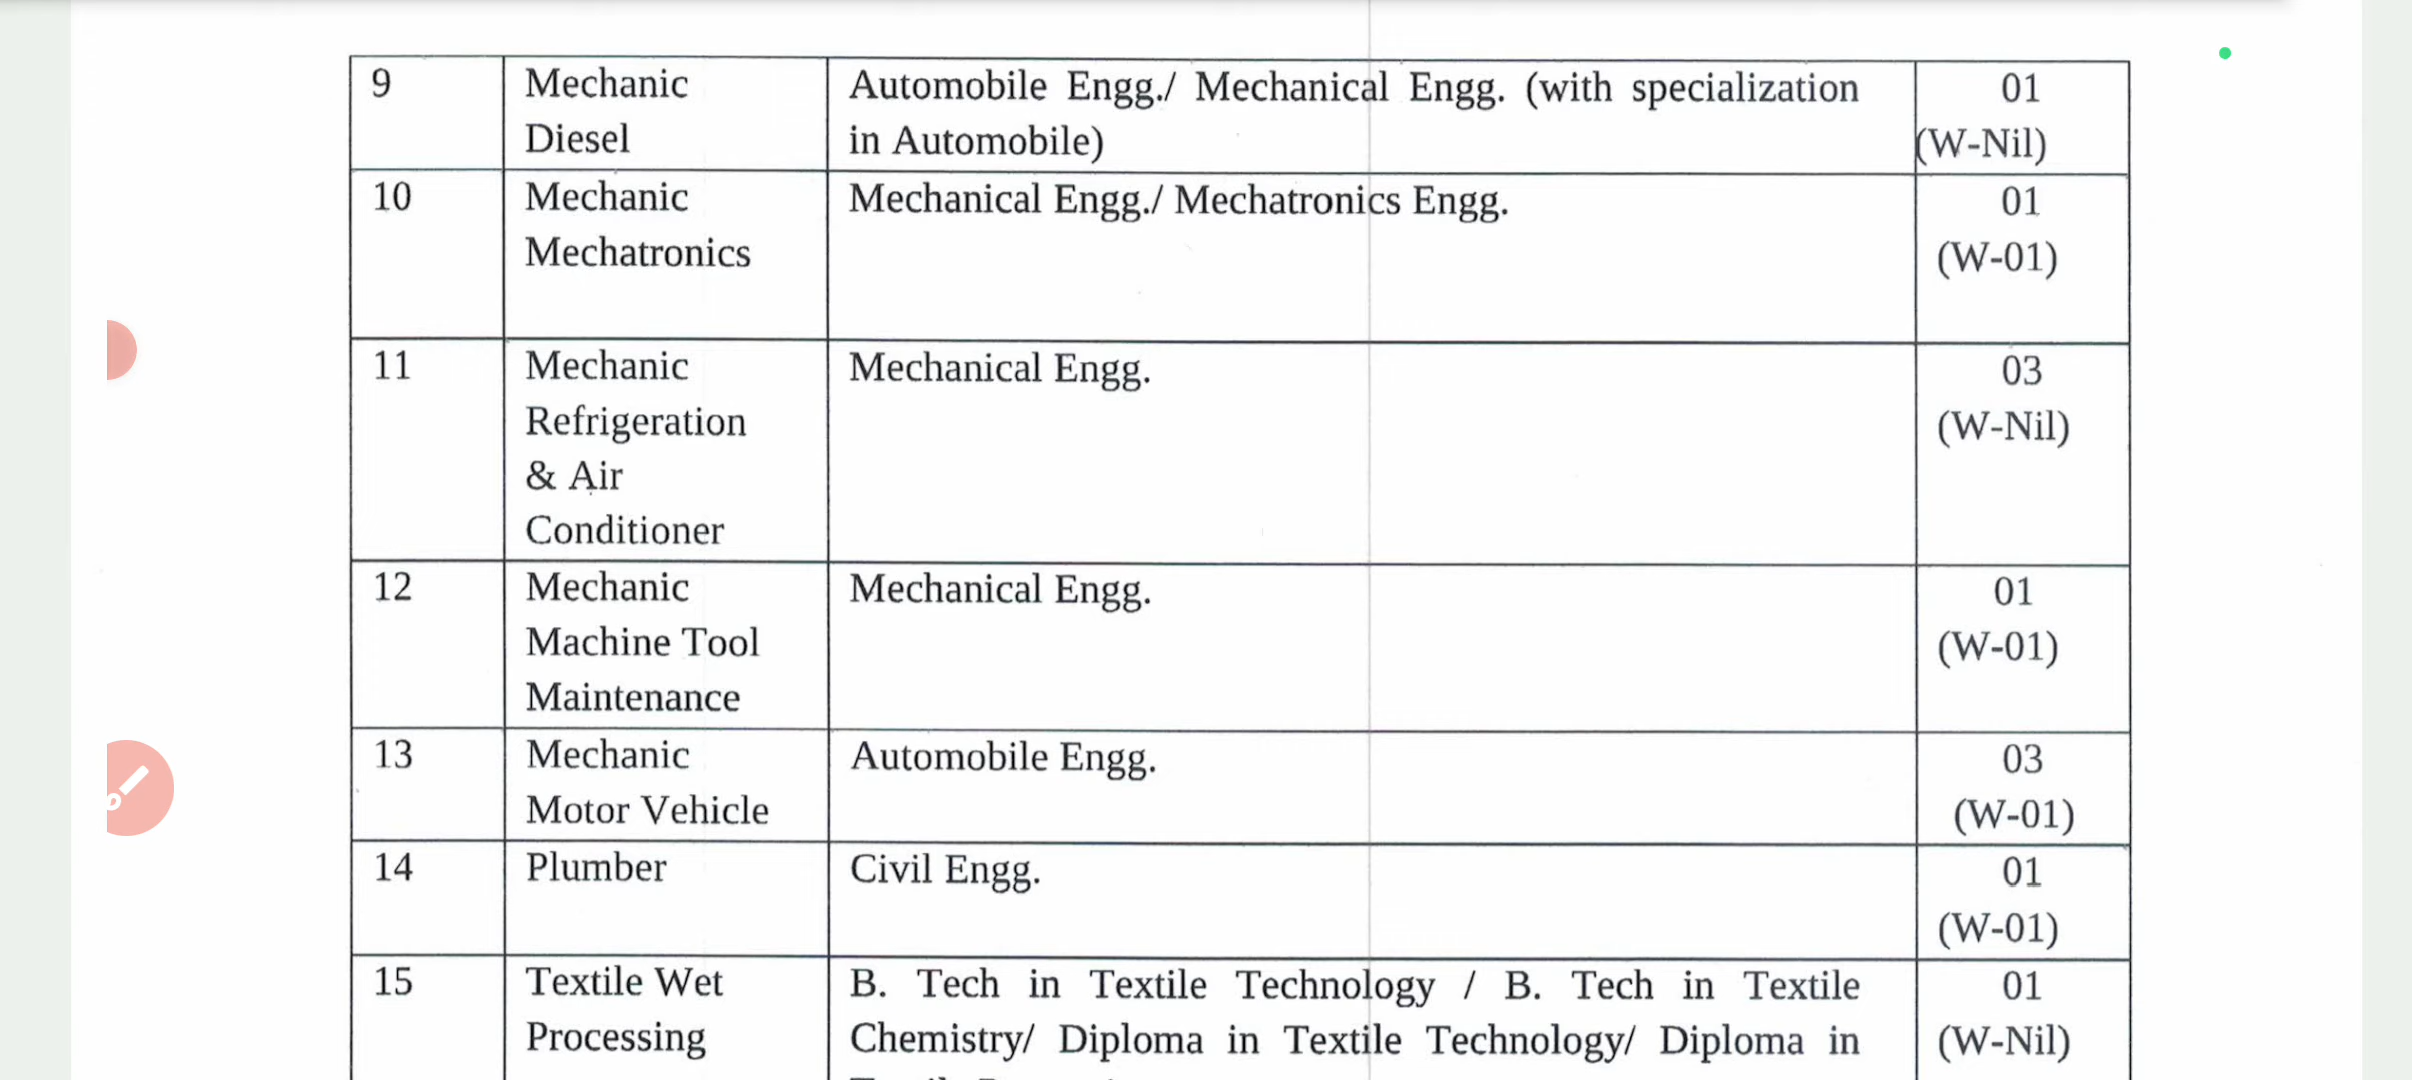 9 Mechanic Automobile Engg./ Mechanical Engg. (with specialization 01
Diesel in Automobile) (W-Nil)
10 Mechanic Mechanical Engg./ Mechatronics Engg. 01
Mechatronics (W-01)
11 Mechanic Mechanical Engg. 03
Refrigeration (W-Nil)
& Air
Conditioner
12 Mechanic Mechanical Engg. 01
Machine Tool (W-01)
Maintenance
13 Mechanic Automobile Engg. 03
Motor Vehicle (W-01)
14 Plumber Civil Engg. 01
(W-01)
15 Textile Wet B. Tech in Textile Technology / B. Tech in Textile 01
Processing Chemistry/ Diploma in Textile Technology/ Diploma in (W-Nil)